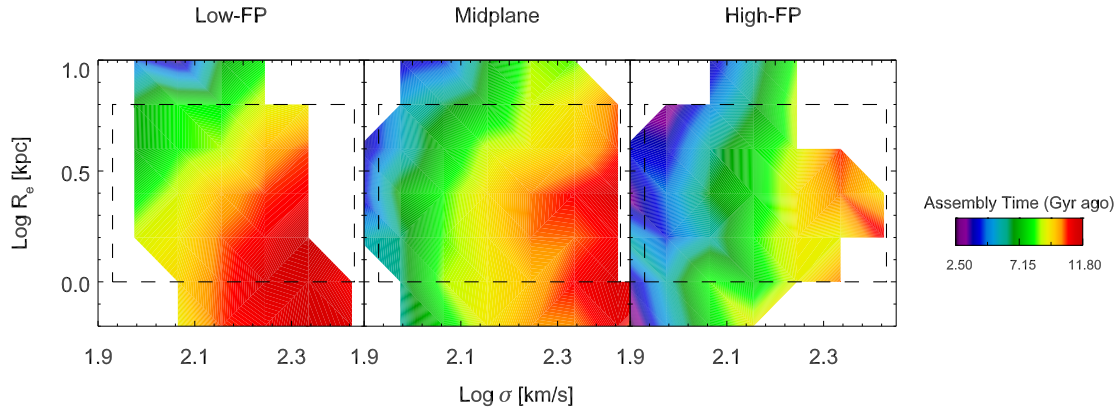 Low-FP Midplane High-FP
1.0
0.5
0.0
Log R_e [kpc]
1.9 2.1 2.3 1.9 2.1 2.3 1.9 2.1 2.3
Log σ [km/s]
Assembly Time (Gyr ago)
2.50 7.15 11.80